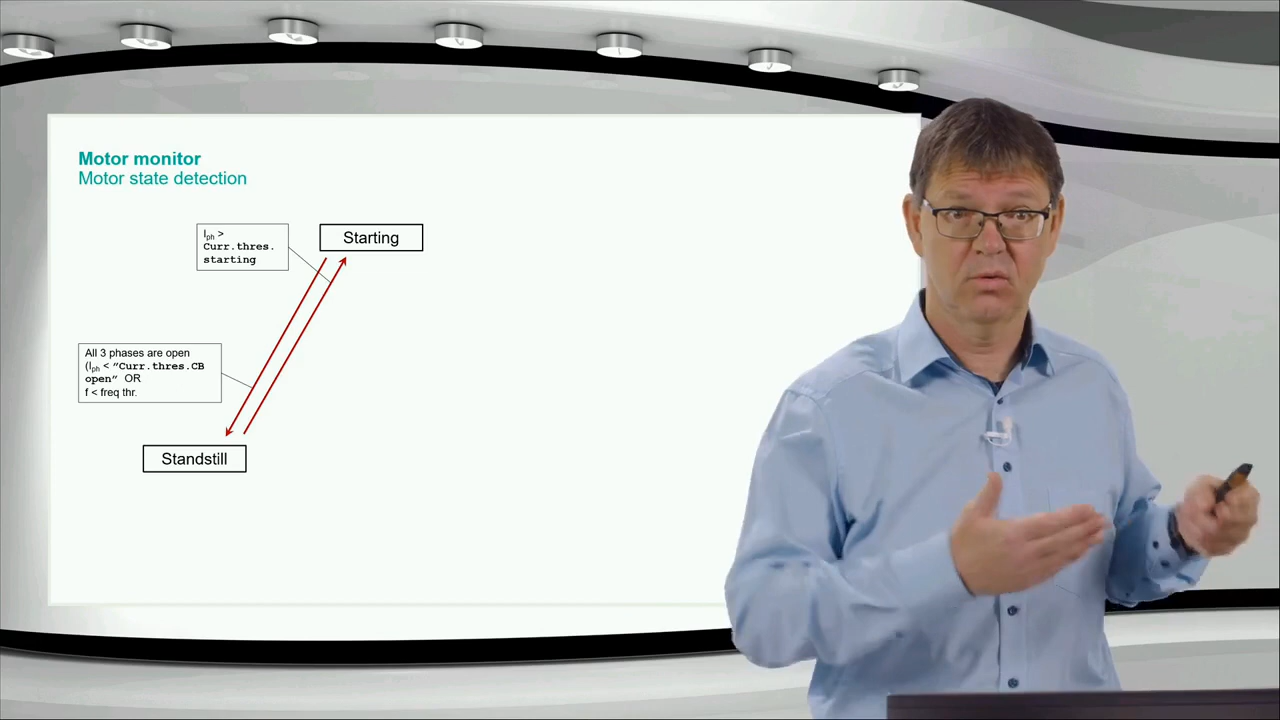 Motor monitor
Motor state detection
Iph >
Curr.thres.
starting
Starting
All 3 phases are open
(Iph < “Curr.thres.CB
open” OR
f < freq thr.
Standstill